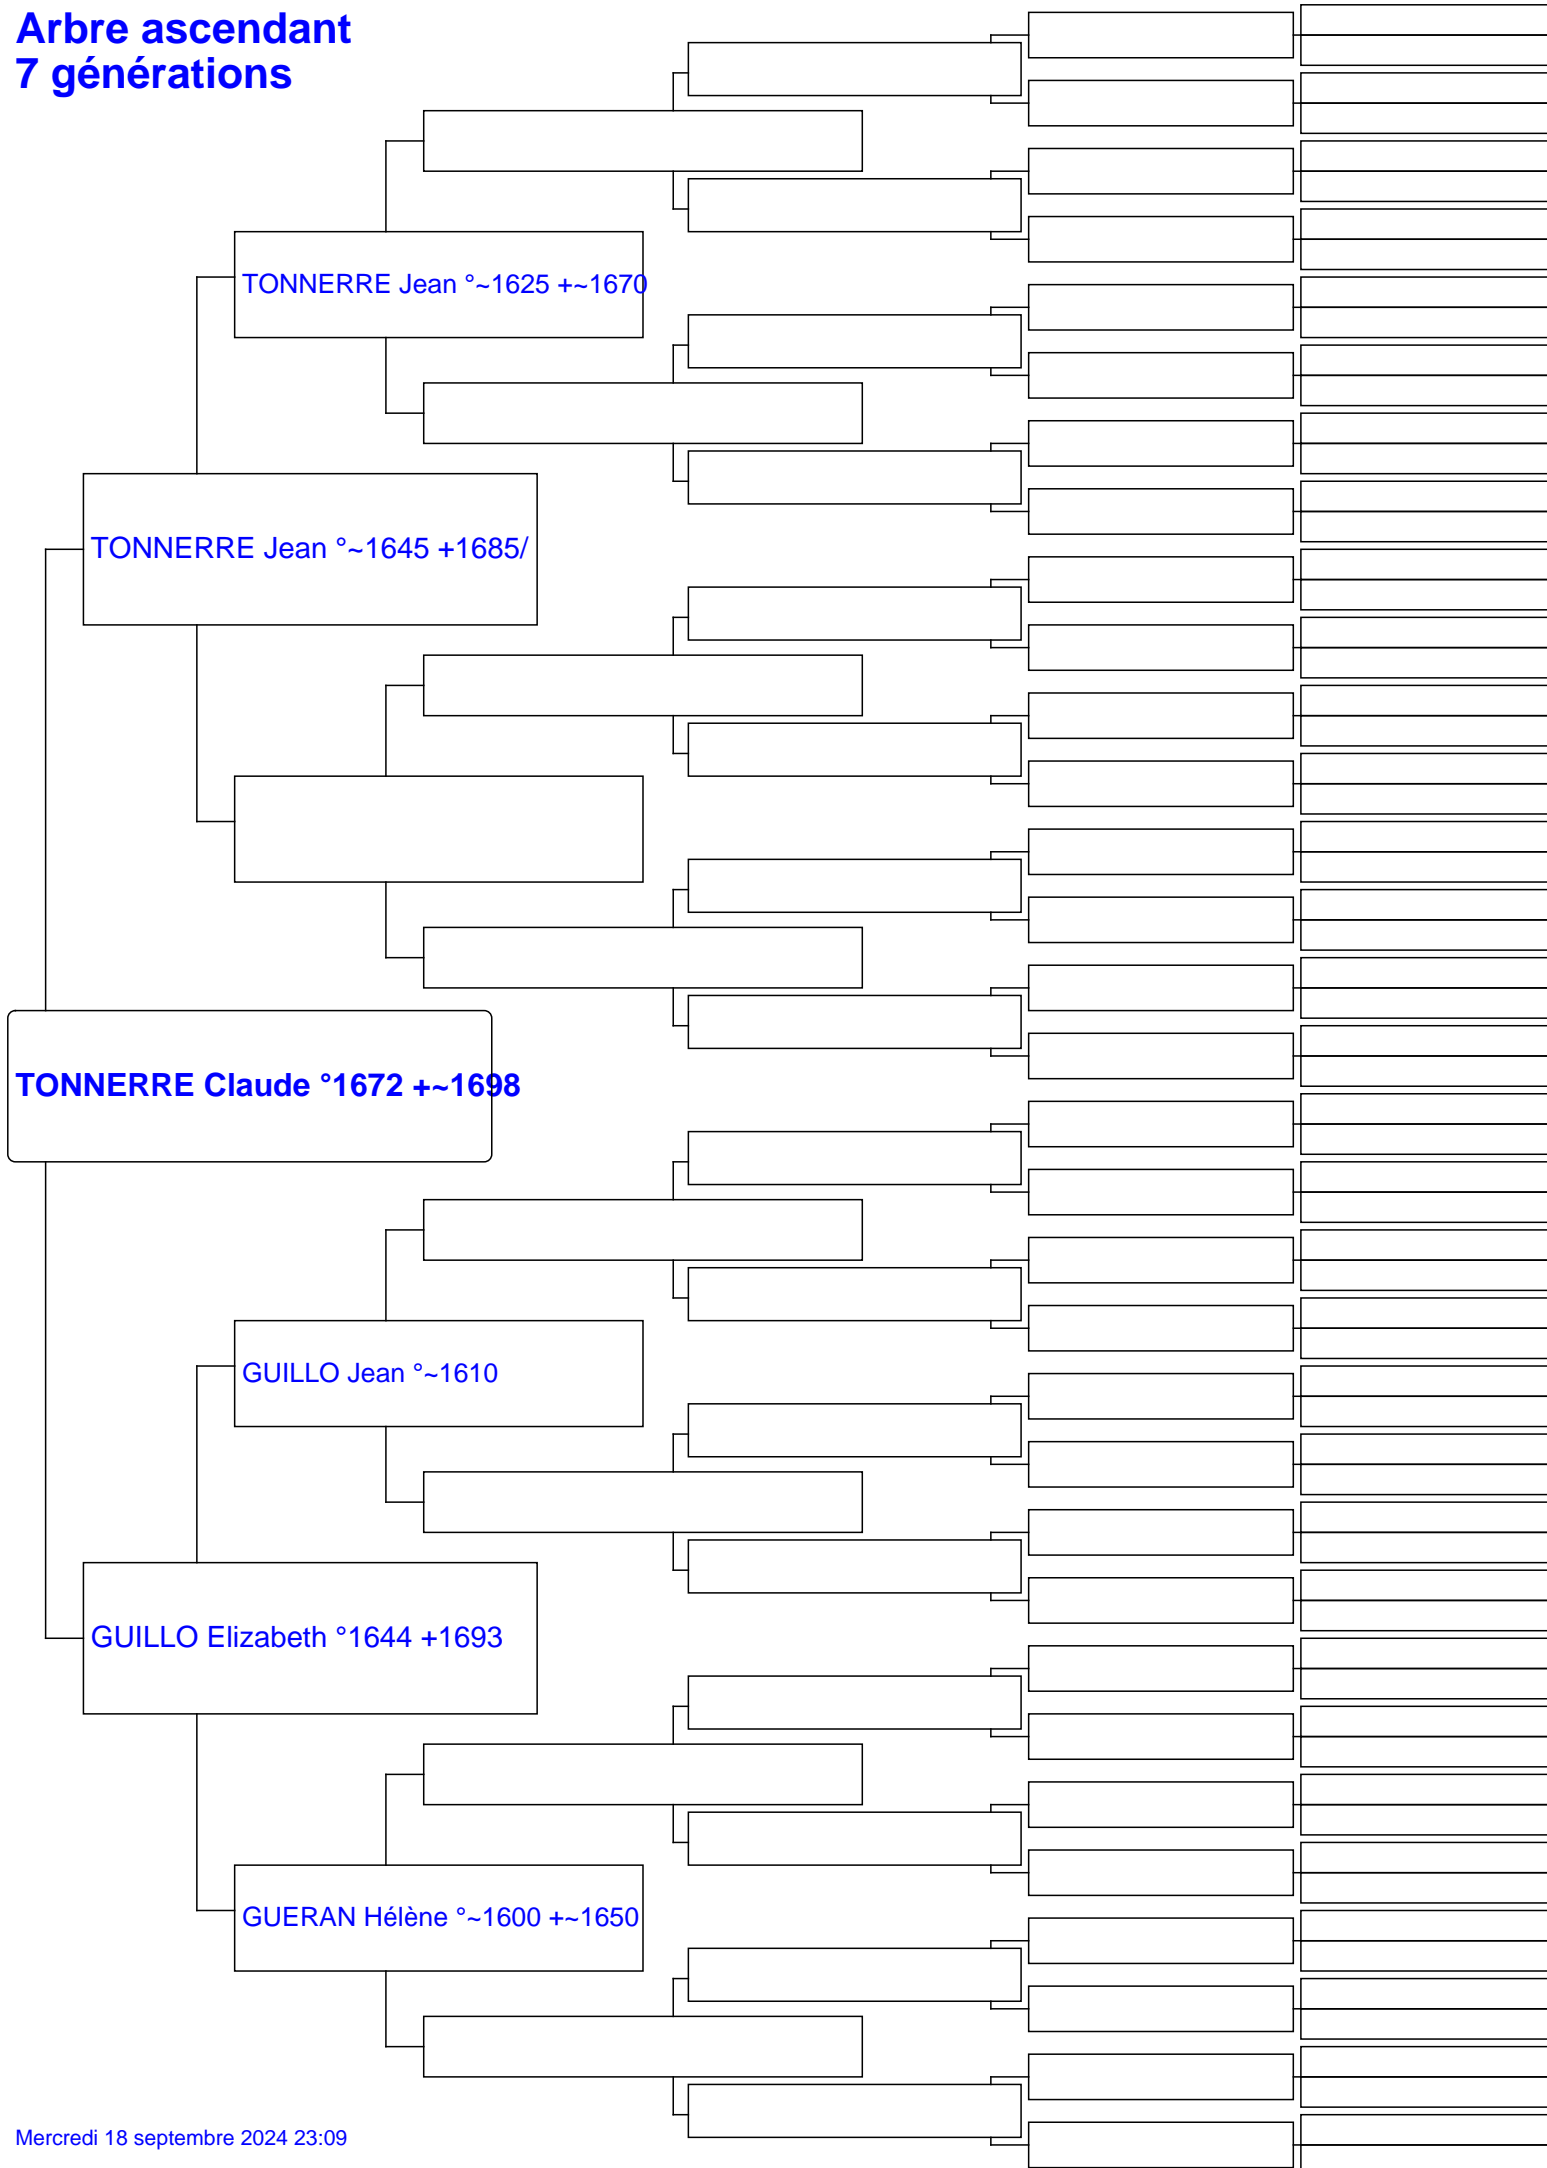 Arbre ascendant
7 générations
TONNERRE Jean °~1625 +~1670
TONNERRE Jean °~1645 +1685/
TONNERRE Claude °1672 +~1698
GUILLO Jean °~1610
GUILLO Elizabeth °1644 +1693
GUERAN Hélène °~1600 +~1650
Mercredi 18 septembre 2024 23:09